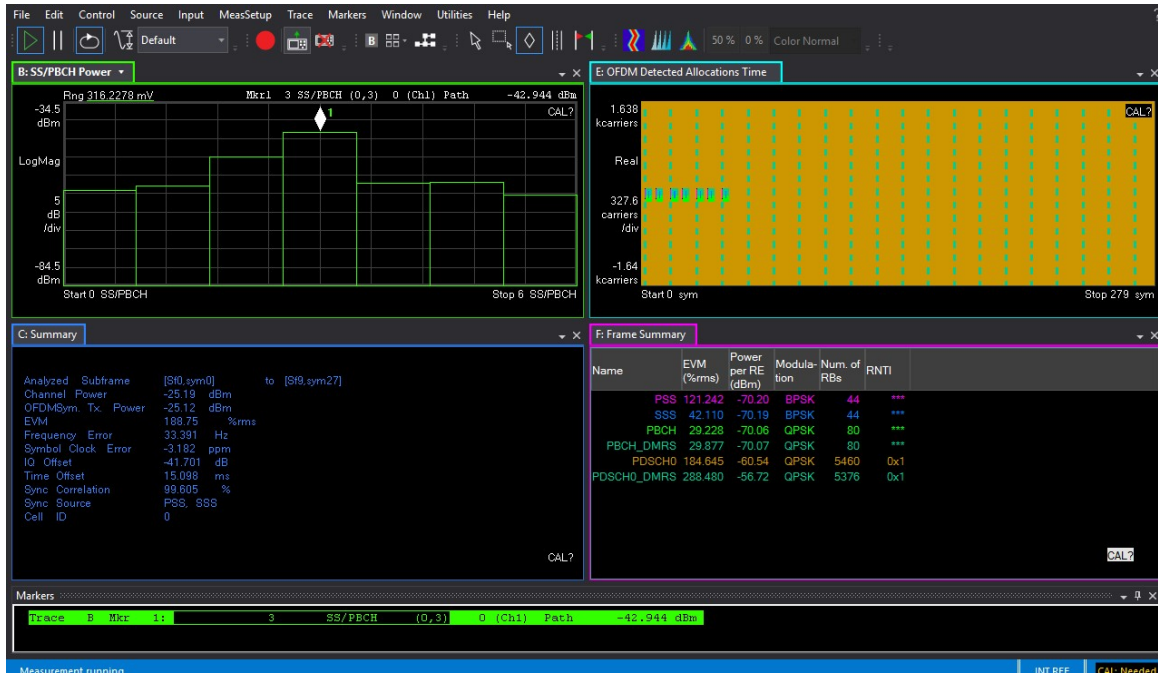 File Edit Control Source Input MeasSetup Trace Markers Window Utilities Help
Default B 50 % 0 % Color Normal
B: SS/PBCH Power
Rng 316.2278 mV Mkr1 3 SS/PBCH (0,3) 0 (Ch1) Path -42.944 dBm
-34.5
dBm
1
CAL?
LogMag
5
dB
/div
-84.5
dBm
Start 0 SS/PBCH Stop 6 SS/PBCH
E: OFDM Detected Allocations Time
1.638
kcarriers
CAL?
Real
327.6
carriers
/div
-1.64
kcarriers
Start 0 sym Stop 279 sym
C: Summary
Analyzed Subframe [Sf0,sym0] to [Sf9,sym27]
Channel Power -25.19 dBm
OFDMSym. Tx. Power -25.12 dBm
EVM 188.75 %rms
Frequency Error 33.391 Hz
Symbol Clock Error -3.182 ppm
IQ Offset -41.701 dB
Time Offset 15.098 ms
Sync Correlation 99.605 %
Sync Source PSS, SSS
Cell ID 0
CAL?
F: Frame Summary
Name EVM (%rms) Power per RE (dBm) Modula-tion Num. of RBs RNTI
PSS 121.242 -70.20 BPSK 44 ***
SSS 42.110 -70.19 BPSK 44 ***
PBCH 29.228 -70.06 QPSK 80 ***
PBCH_DMRS 29.877 -70.07 QPSK 80 ***
PDSCH0 184.645 -60.54 QPSK 5460 0x1
PDSCH0_DMRS 288.480 -56.72 QPSK 5376 0x1
CAL?
Markers
Trace B Mkr 1: 3 SS/PBCH (0,3) 0 (Ch1) Path -42.944 dBm
Measurement running INT REF CAL: Needed